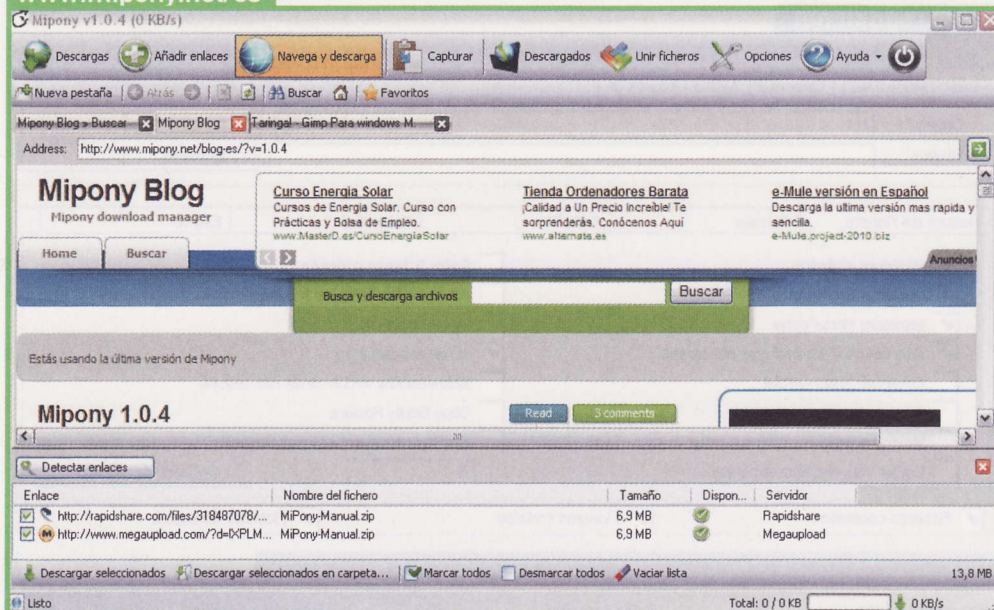 www.mipony.net/es
Mipony v1.0.4 (0 KB/s)
Descargas Añadir enlaces Navega y descarga Capturar Descargados Unir ficheros Opciones Ayuda
Nueva pestaña Atrás Buscar Favoritos
Mipony Blog » Buscar Mipony Blog Taringa! - Gimp Para windows M.
Address: http://www.mipony.net/blog-es/?v=1.0.4
Mipony Blog
Mipony download manager
Home Buscar
Curso Energia Solar
Cursos de Energia Solar. Curso con
Prácticas y Bolsa de Empleo.
www.MasterD.es/CursoEnergiaSolar
Tienda Ordenadores Barata
¡Calidad a Un Precio Increíble! Te
sorprenderás. Conócenos Aquí
www.alternate.es
e-Mule versión en Español
Descarga la ultima versión mas rapida y
sencilla.
e-Mule.project-2010.biz
Anuncios
Busca y descarga archivos Buscar
Estás usando la última versión de Mipony
Mipony 1.0.4
Read 3 comments
Detectar enlaces
Enlace Nombre del fichero Tamaño Dispon... Servidor
http://rapidshare.com/files/318487078/... MiPony-Manual.zip 6,9 MB Rapidshare
http://www.megaupload.com/?d=IXPLM... MiPony-Manual.zip 6,9 MB Megaupload
Descargar seleccionados Descargar seleccionados en carpeta... Marcar todos Desmarcar todos Vaciar lista 13,8 MB
Listo Total: 0 / 0 KB 0 KB/s